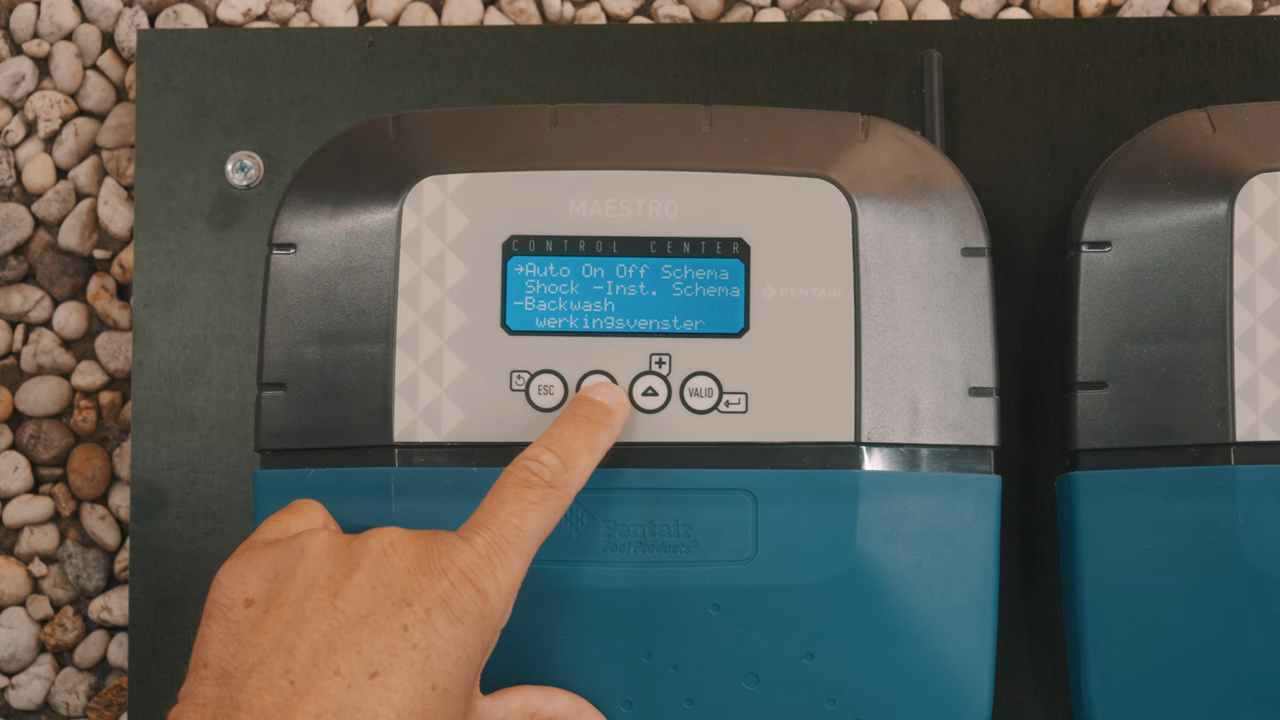 MAESTRO
CONTROL CENTER
→Auto On Off Schema
Shock -Inst. Schema
-Backwash
werkingsvenster
PENTAIR
ESC
+
VALID
Pentair
Pool Products